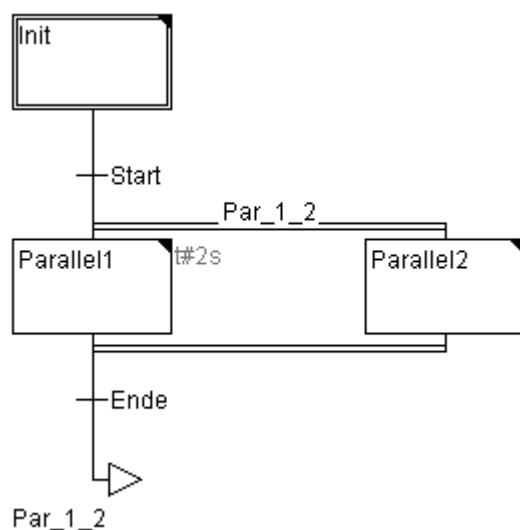 Init
Start
Par_1_2
Parallel1
t#2s
Parallel2
Ende
Par_1_2